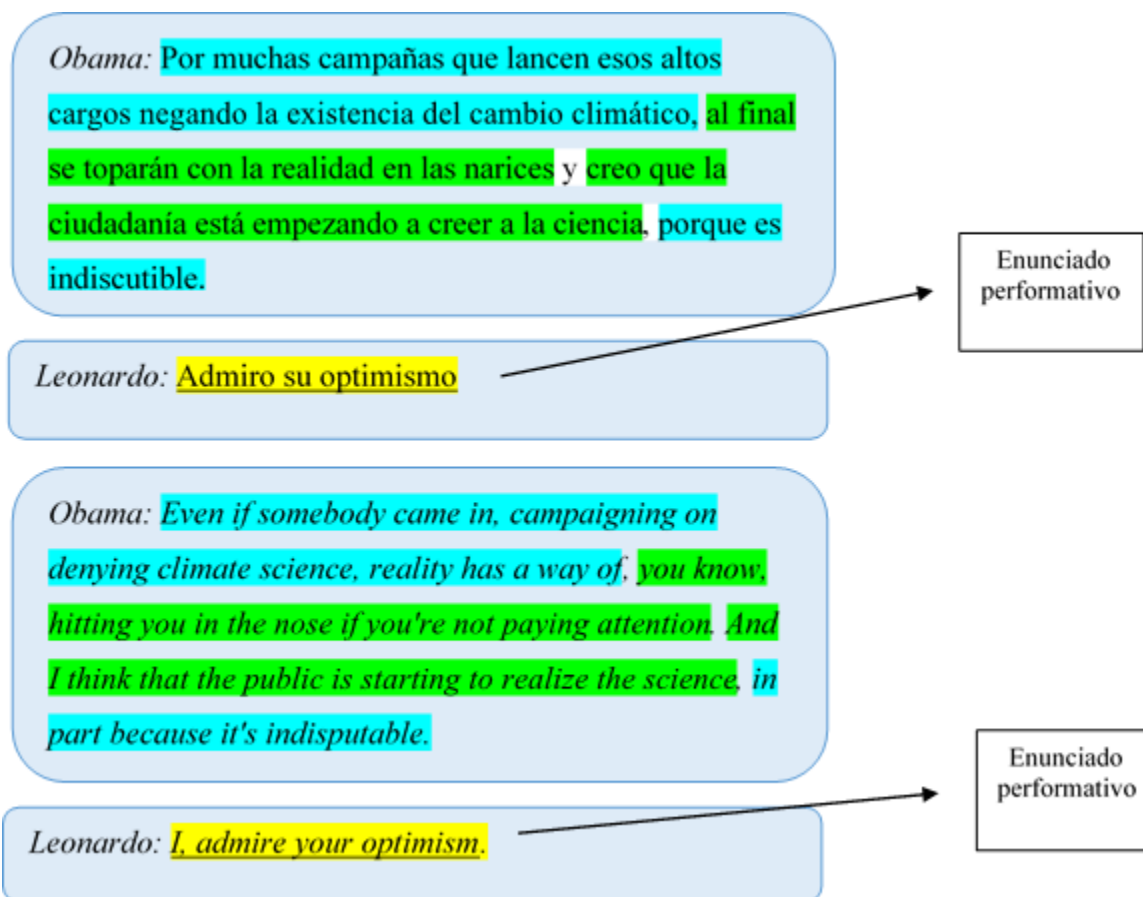 Obama: Por muchas campañas que lancen esos altos
cargos negando la existencia del cambio climático, al final
se toparán con la realidad en las narices y creo que la
ciudadanía está empezando a creer a la ciencia, porque es
indiscutible.
Enunciado
performativo
Leonardo: Admiro su optimismo
Obama: Even if somebody came in, campaigning on
denying climate science, reality has a way of, you know,
hitting you in the nose if you're not paying attention. And
I think that the public is starting to realize the science, in
part because it's indisputable.
Enunciado
performativo
Leonardo: I, admire your optimism.